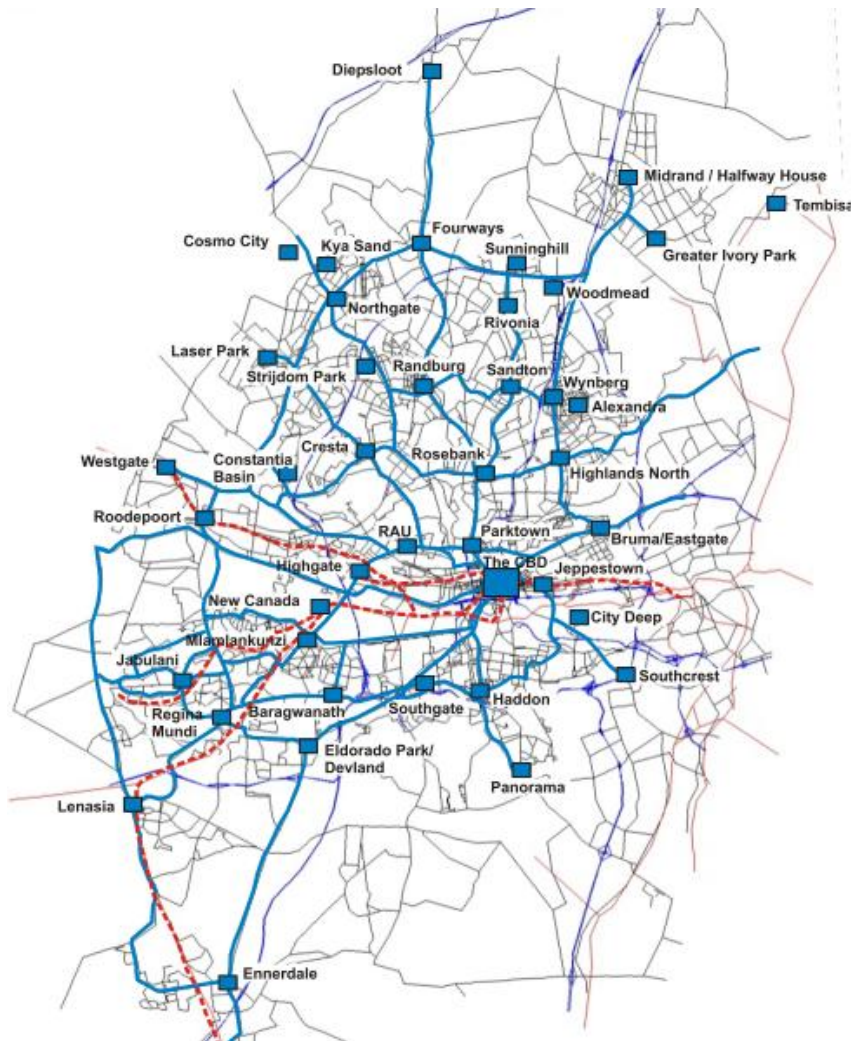 Diepsloot
Midrand / Halfway House
Tembisa
Fourways
Cosmo City
Kya Sand
Sunninghill
Greater Ivory Park
Woodmead
Northgate
Rivonia
Laser Park
Strijdom Park
Randburg
Sandton
Wynberg
Alexandra
Cresta
Rosebank
Westgate
Constantia
Basin
Highlands North
Roodepoort
RAU
Parktown
Bruma/Eastgate
The CBD
Highgate
Jeppestown
New Canada
City Deep
Mlamlankunzi
Jabulani
Southcrest
Regina
Mundi
Baragwanath
Southgate
Haddon
Eldorado Park/
Devland
Panorama
Lenasia
Ennerdale